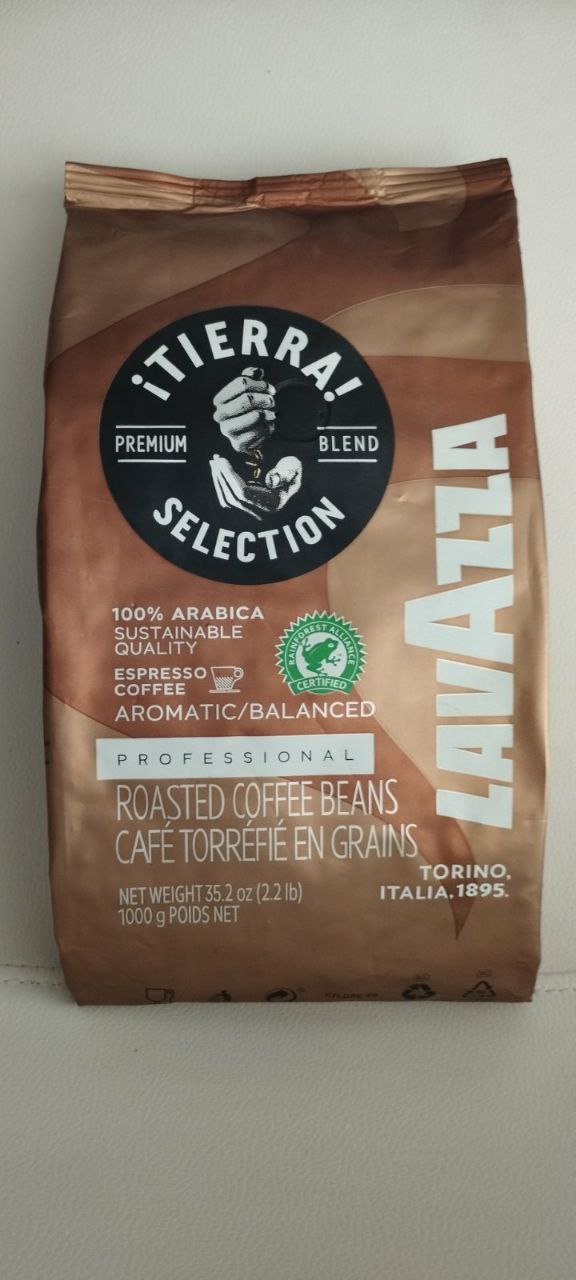 ¡TIERRA!
PREMIUM BLEND
SELECTION
LAVAZZA
100% ARABICA
SUSTAINABLE
QUALITY
RAINFOREST ALLIANCE
CERTIFIED
ESPRESSO
COFFEE
AROMATIC/BALANCED
PROFESSIONAL
ROASTED COFFEE BEANS
CAFÉ TORRÉFIÉ EN GRAINS
TORINO,
ITALIA, 1895.
NET WEIGHT 35.2 oz (2.2 lb)
1000 g POIDS NET